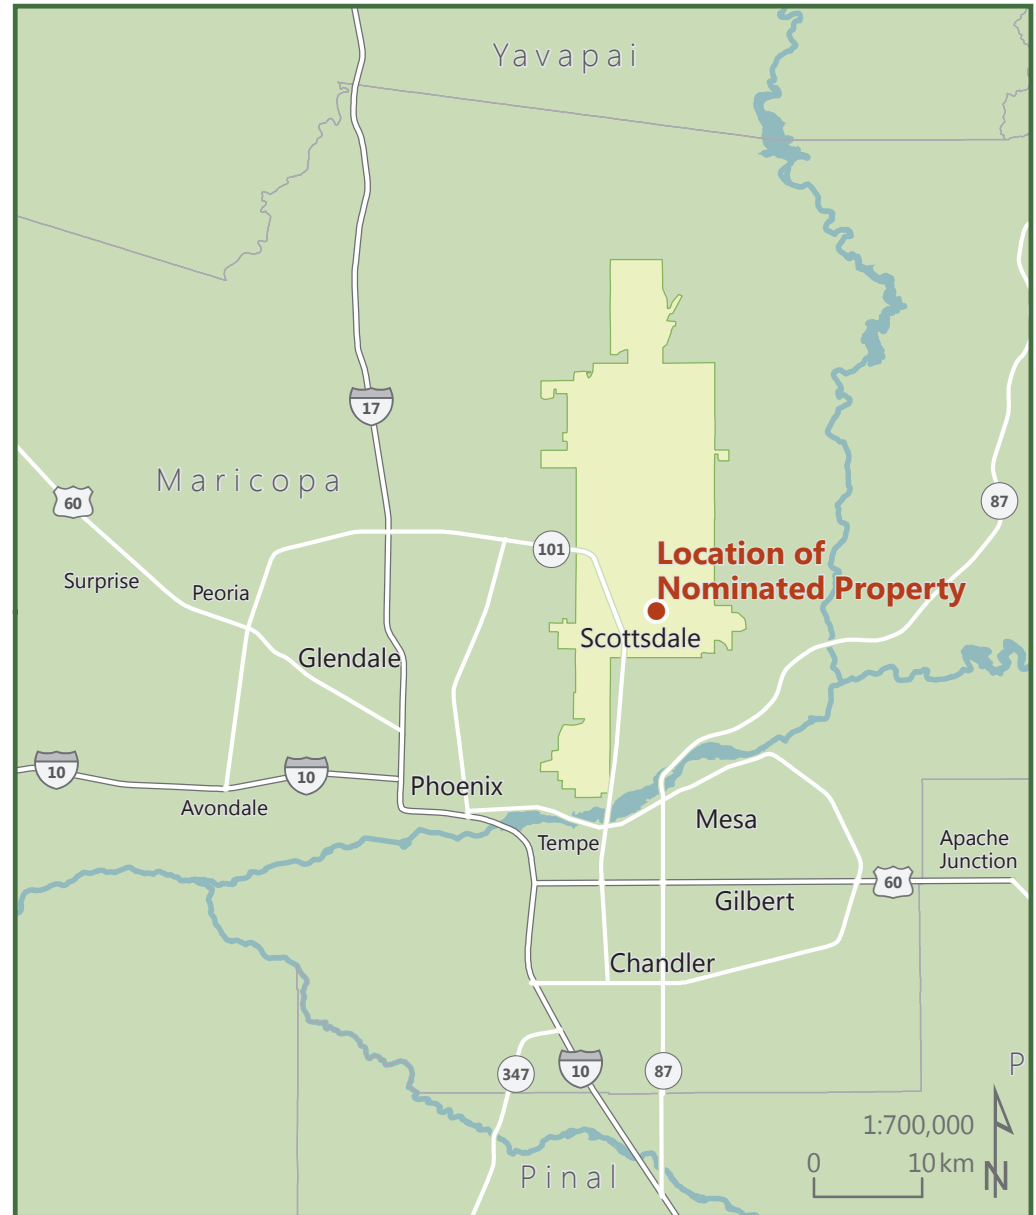 Yavapai
17
Maricopa
60
87
101
Location of
Nominated Property
Surprise
Peoria
Scottsdale
Glendale
10
10
Phoenix
Avondale
Mesa
Tempe
Apache
Junction
60
Gilbert
Chandler
347
10
87
P
1:700,000
0 10 km
N
Pinal